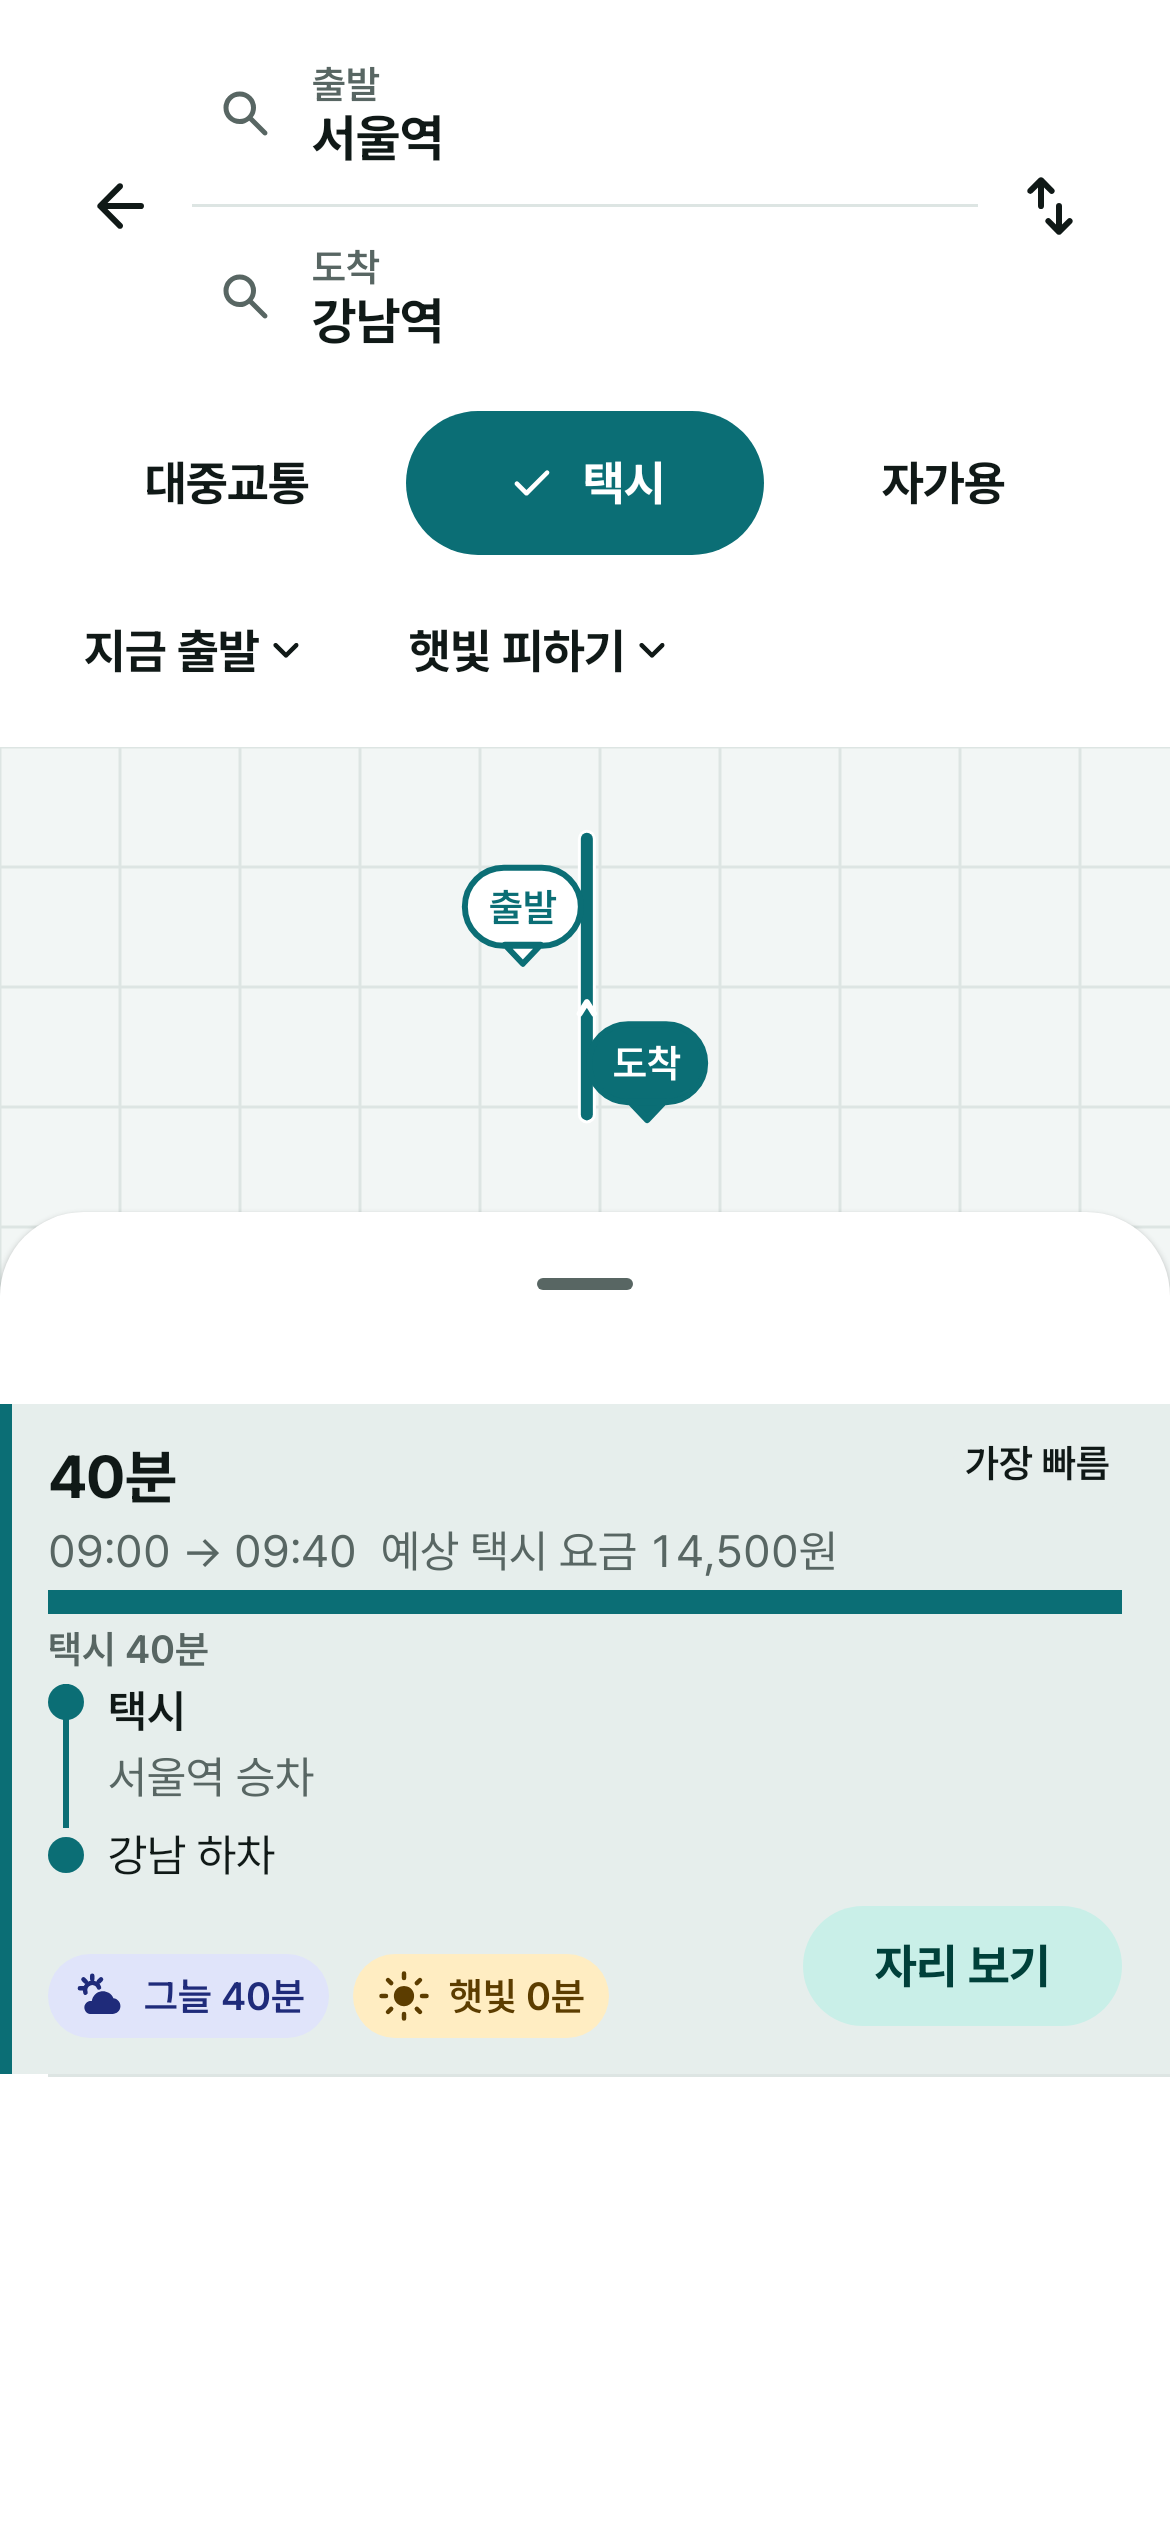 출발
서울역
도착
강남역
대중교통
택시
자가용
지금 출발
햇빛 피하기
출발
도착
40분
가장 빠름
09:00 → 09:40 예상 택시 요금 14,500원
택시 40분
택시
서울역 승차
강남 하차
그늘 40분
햇빛 0분
자리 보기